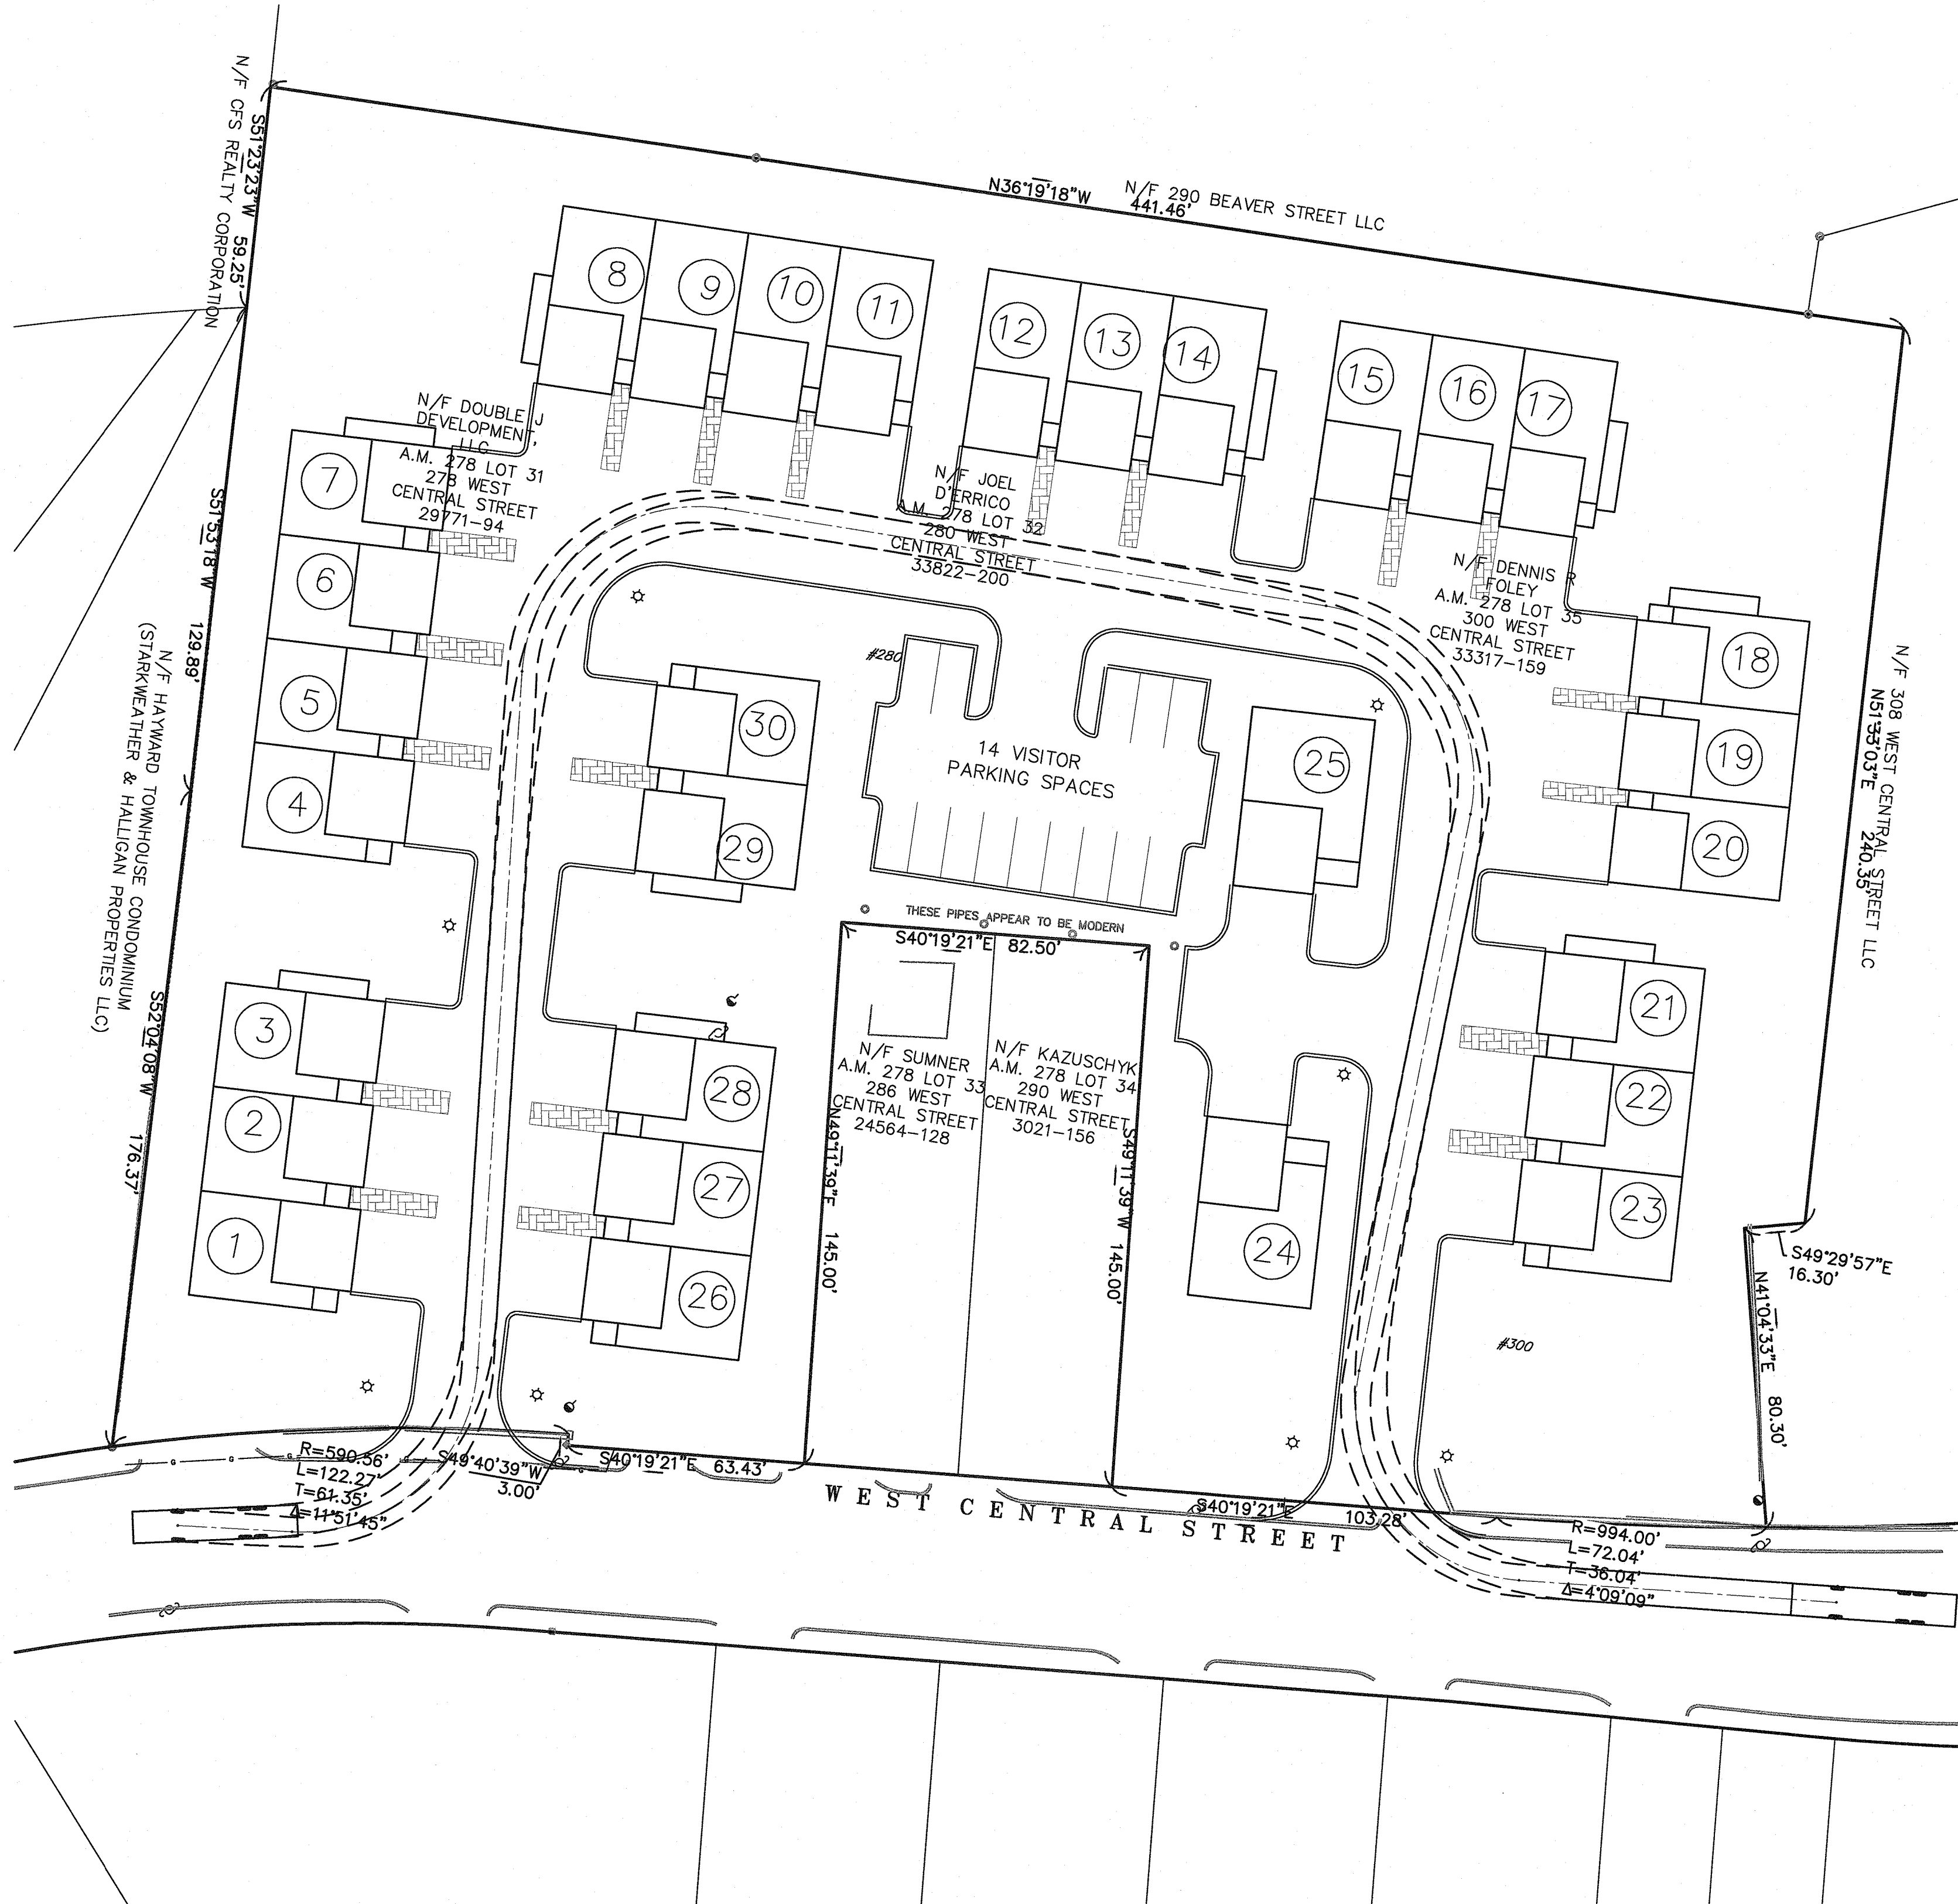 N/F CFS REALTY CORPORATION
S51°23'23"W 59.25'
N36°19'18"W
441.46'
N/F 290 BEAVER STREET LLC
8
9
10
11
12
13
14
15
16
17
N/F DOUBLE J
DEVELOPMENT,
LLC
A.M. 278 LOT 31
278 WEST
CENTRAL STREET
29771-94
N/F JOEL
D'ERRICO
A.M. 278 LOT 32
280 WEST
CENTRAL STREET
33822-200
N/F DENNIS R
FOLEY
A.M. 278 LOT 35
300 WEST
CENTRAL STREET
33317-159
7
6
5
4
S51°53'18"W 129.89'
N/F HAYWARD TOWNHOUSE CONDOMINIUM
(STARKWEATHER & HALLIGAN PROPERTIES LLC)
S52°04'08"W 176.37'
3
2
1
#280
14 VISITOR
PARKING SPACES
30
29
28
27
26
25
24
18
19
20
21
22
23
N/F 308 WEST CENTRAL STREET LLC
N51°33'03"E 240.35'
THESE PIPES APPEAR TO BE MODERN
S40°19'21"E 82.50'
N/F SUMNER
A.M. 278 LOT 33
286 WEST
CENTRAL STREET
24564-128
N/F KAZUSCHYK
A.M. 278 LOT 34
290 WEST
CENTRAL STREET
3021-156
N49°11'39"E 145.00'
S49°11'39"W 145.00'
S49°29'57"E
16.30'
N41°04'33"E 80.30'
#300
R=590.56'
L=122.27'
T=61.35'
Δ=11°51'45"
S49°40'39"W
3.00'
S40°19'21"E 63.43'
WEST CENTRAL STREET
S40°19'21"E 103.28'
R=994.00'
L=72.04'
T=36.04'
Δ=4°09'09"
G
G
G
G
G